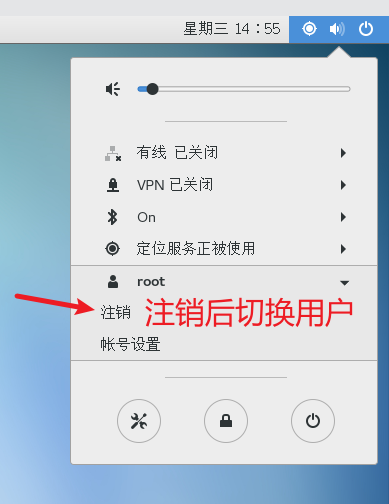 星期三 14：55
有线 已关闭
VPN 已关闭
On
定位服务正被使用
root
注销
注销后切换用户
帐号设置